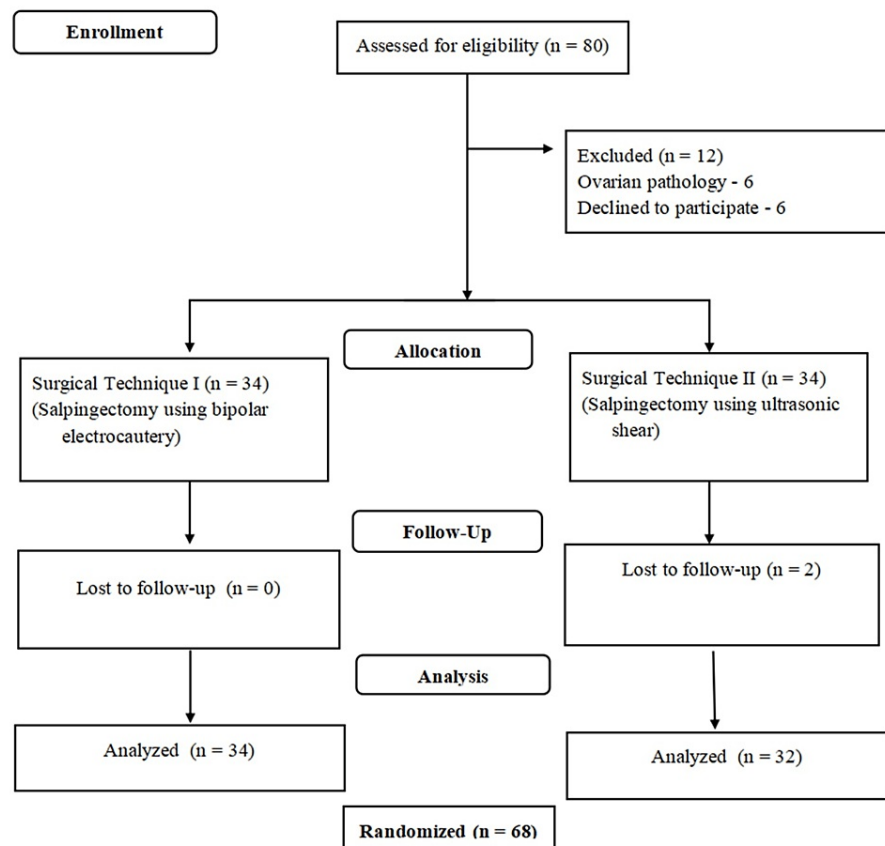 Enrollment
Assessed for eligibility (n = 80)
Excluded (n = 12)
Ovarian pathology - 6
Declined to participate - 6
Allocation
Surgical Technique I (n = 34)
(Salpingectomy using bipolar
electrocautery)
Surgical Technique II (n = 34)
(Salpingectomy using ultrasonic
shear)
Follow-Up
Lost to follow-up (n = 0)
Lost to follow-up (n = 2)
Analysis
Analyzed (n = 34)
Analyzed (n = 32)
Randomized (n = 68)